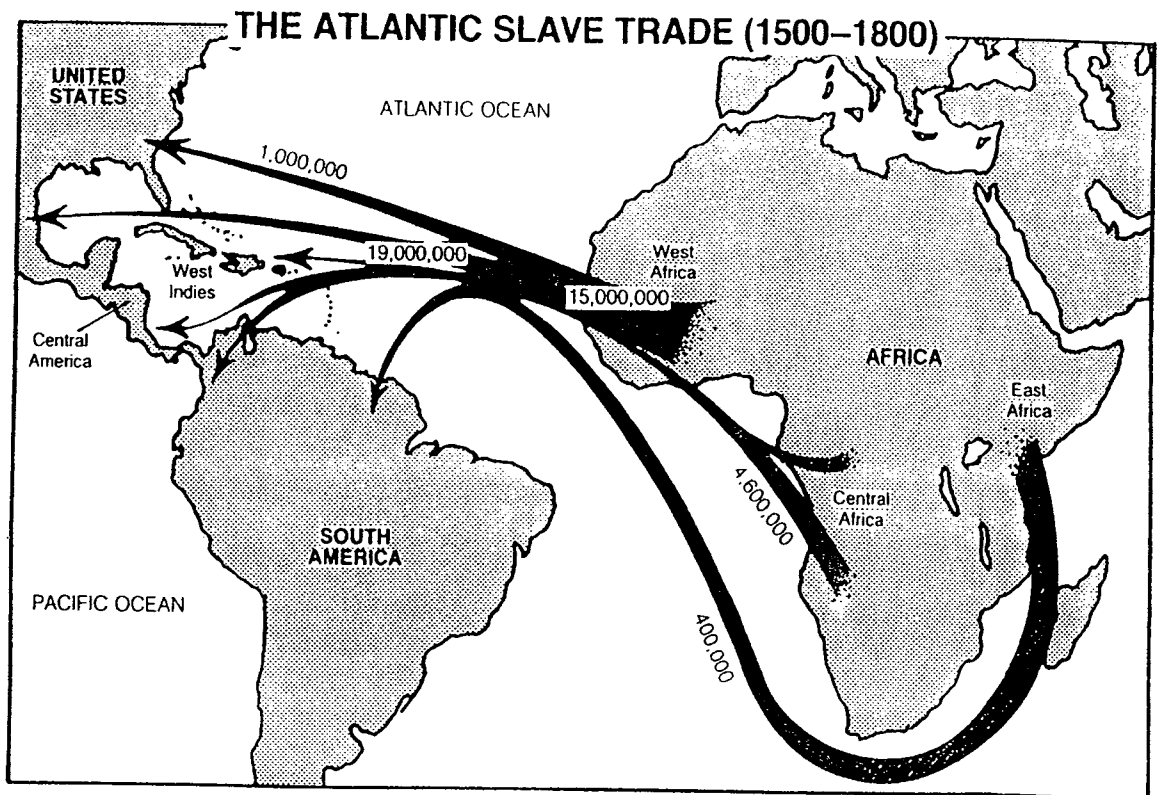 THE ATLANTIC SLAVE TRADE (1500–1800)
UNITED
STATES
ATLANTIC OCEAN
1.000,000
19,000,000
West
Indies
Central
America
West
Africa
15,000,000
AFRICA
East
Africa
4,600,000
Central
Africa
SOUTH
AMERICA
PACIFIC OCEAN
400,000